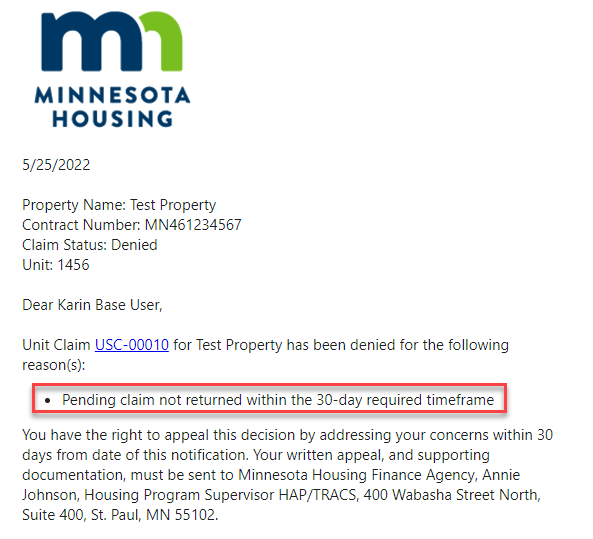 mn
MINNESOTA
HOUSING
5/25/2022
Property Name: Test Property
Contract Number: MN461234567
Claim Status: Denied
Unit: 1456
Dear Karin Base User,
Unit Claim USC-00010 for Test Property has been denied for the following
reason(s):
• Pending claim not returned within the 30-day required timeframe
You have the right to appeal this decision by addressing your concerns within 30
days from date of this notification. Your written appeal, and supporting
documentation, must be sent to Minnesota Housing Finance Agency, Annie
Johnson, Housing Program Supervisor HAP/TRACS, 400 Wabasha Street North,
Suite 400, St. Paul, MN 55102.